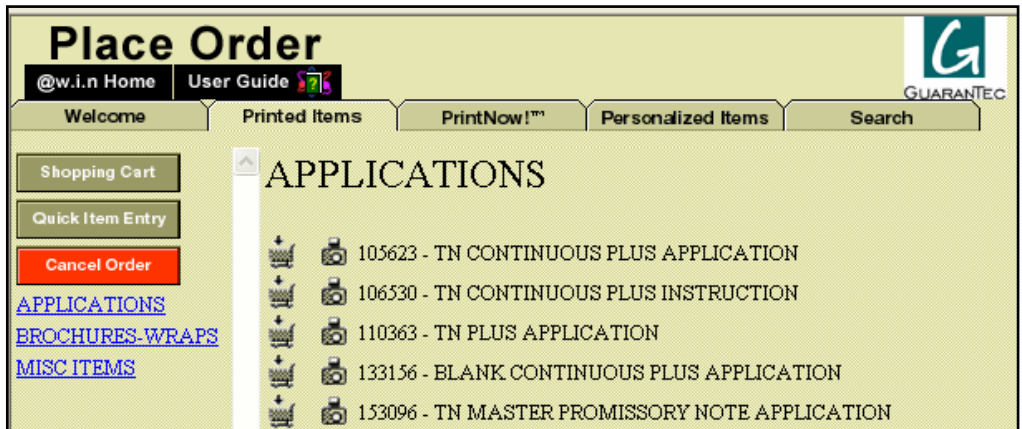 Place Order
@w.i.n Home User Guide ?
G
GUARANTEC
Welcome Printed Items PrintNow!™ Personalized Items Search
Shopping Cart
Quick Item Entry
Cancel Order
APPLICATIONS
BROCHURES-WRAPS
MISC ITEMS
APPLICATIONS
105623 - TN CONTINUOUS PLUS APPLICATION
106530 - TN CONTINUOUS PLUS INSTRUCTION
110363 - TN PLUS APPLICATION
133156 - BLANK CONTINUOUS PLUS APPLICATION
153096 - TN MASTER PROMISSORY NOTE APPLICATION